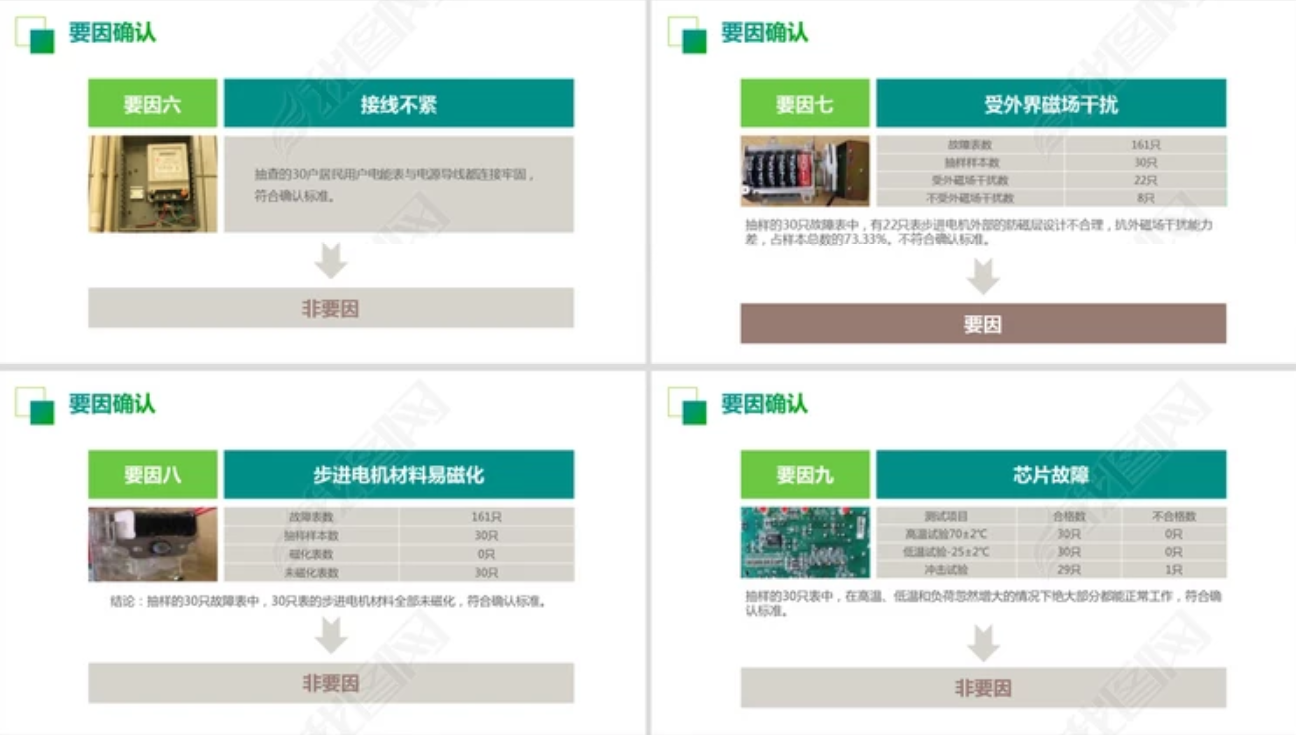 要因确认
要因六
接线不紧
抽查的30户居民用户电能表与电源导线都连接牢固，
符合确认标准。
非要因
要因确认
要因七
受外界磁场干扰
故障表数 161只
抽样样本数 30只
受外磁场干扰数 22只
不受外磁场干扰数 8只
抽样的30只故障表中，有22只表步进电机外部的防磁层设计不合理，抗外磁场干扰能力
差，占样本总数的73.33%。不符合确认标准。
要因
要因确认
要因八
步进电机材料易磁化
故障表数 161只
抽样样本数 30只
磁化表数 0只
未磁化表数 30只
结论：抽样的30只故障表中，30只表的步进电机材料全部未磁化，符合确认标准。
非要因
要因确认
要因九
芯片故障
测试项目 合格数 不合格数
高温试验70±2℃ 30只 0只
低温试验-25±2℃ 30只 0只
冲击试验 29只 1只
抽样的30只表中，在高温、低温和负荷忽然增大的情况下绝大部分都能正常工作，符合确
认标准。
非要因